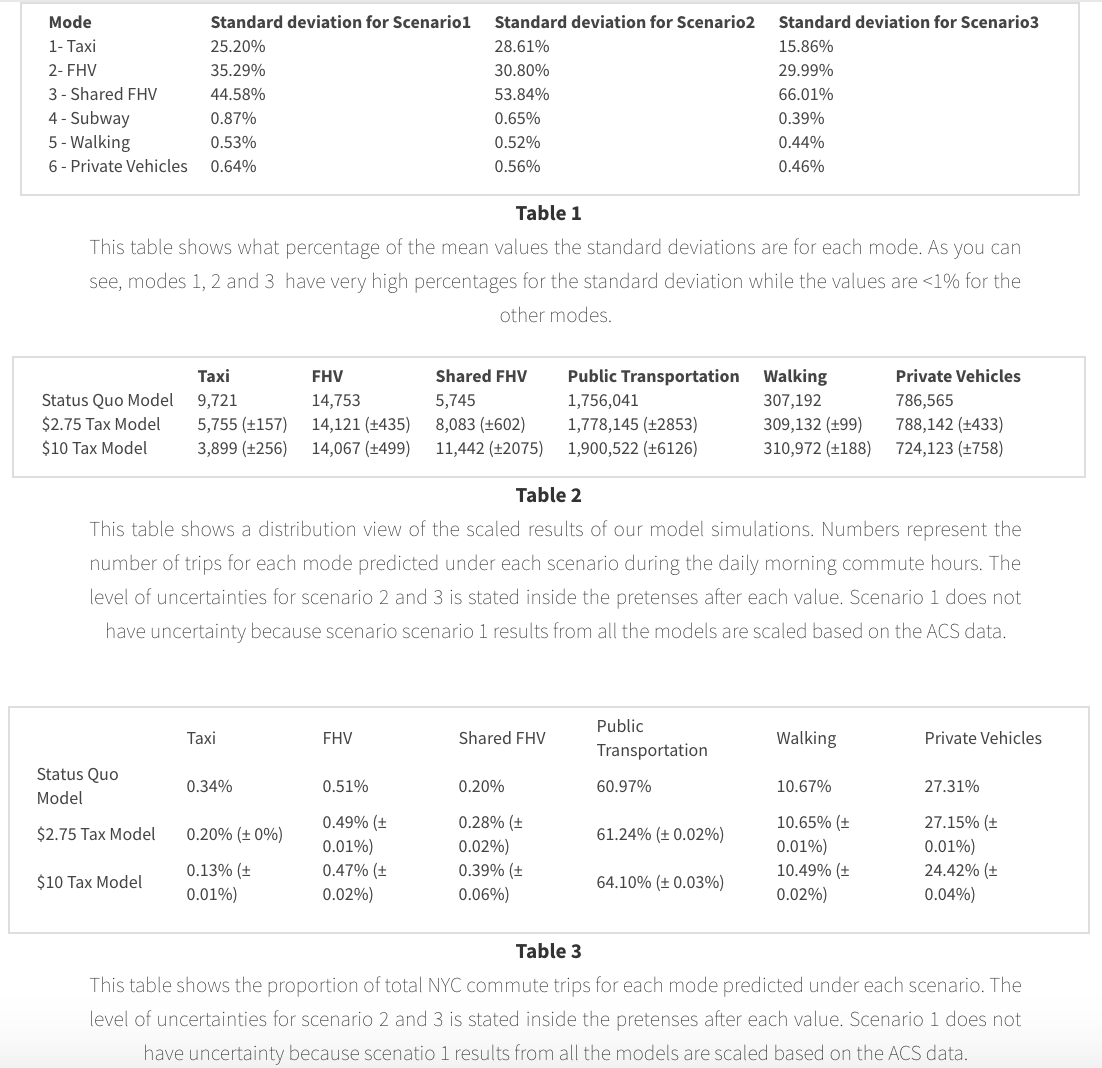 Mode Standard deviation for Scenario1 Standard deviation for Scenario2 Standard deviation for Scenario3
1- Taxi 25.20% 28.61% 15.86%
2- FHV 35.29% 30.80% 29.99%
3 - Shared FHV 44.58% 53.84% 66.01%
4 - Subway 0.87% 0.65% 0.39%
5 - Walking 0.53% 0.52% 0.44%
6 - Private Vehicles 0.64% 0.56% 0.46%
Table 1
This table shows what percentage of the mean values the standard deviations are for each mode. As you can
see, modes 1, 2 and 3 have very high percentages for the standard deviation while the values are <1% for the
other modes.
Taxi FHV Shared FHV Public Transportation Walking Private Vehicles
Status Quo Model 9,721 14,753 5,745 1,756,041 307,192 786,565
$2.75 Tax Model 5,755 (±157) 14,121 (±435) 8,083 (±602) 1,778,145 (±2853) 309,132 (±99) 788,142 (±433)
$10 Tax Model 3,899 (±256) 14,067 (±499) 11,442 (±2075) 1,900,522 (±6126) 310,972 (±188) 724,123 (±758)
Table 2
This table shows a distribution view of the scaled results of our model simulations. Numbers represent the
number of trips for each mode predicted under each scenario during the daily morning commute hours. The
level of uncertainties for scenario 2 and 3 is stated inside the pretenses after each value. Scenario 1 does not
have uncertainty because scenario scenario 1 results from all the models are scaled based on the ACS data.
Public
Taxi FHV Shared FHV Walking Private Vehicles
Transportation
Status Quo
0.34% 0.51% 0.20% 60.97% 10.67% 27.31%
Model
0.49% (± 0.28% (± 10.65% (± 27.15% (±
$2.75 Tax Model 0.20% (± 0%) 61.24% (± 0.02%)
0.01%) 0.02%) 0.01%) 0.01%)
0.13% (± 0.47% (± 0.39% (± 10.49% (± 24.42% (±
$10 Tax Model 64.10% (± 0.03%)
0.01%) 0.02%) 0.06%) 0.02%) 0.04%)
Table 3
This table shows the proportion of total NYC commute trips for each mode predicted under each scenario. The
level of uncertainties for scenario 2 and 3 is stated inside the pretenses after each value. Scenario 1 does not
have uncertainty because scenatio 1 results from all the models are scaled based on the ACS data.